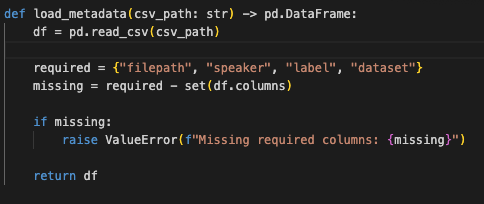 def load_metadata(csv_path: str) -> pd.DataFrame:
    df = pd.read_csv(csv_path)

    required = {"filepath", "speaker", "label", "dataset"}
    missing = required - set(df.columns)

    if missing:
        raise ValueError(f"Missing required columns: {missing}")

    return df